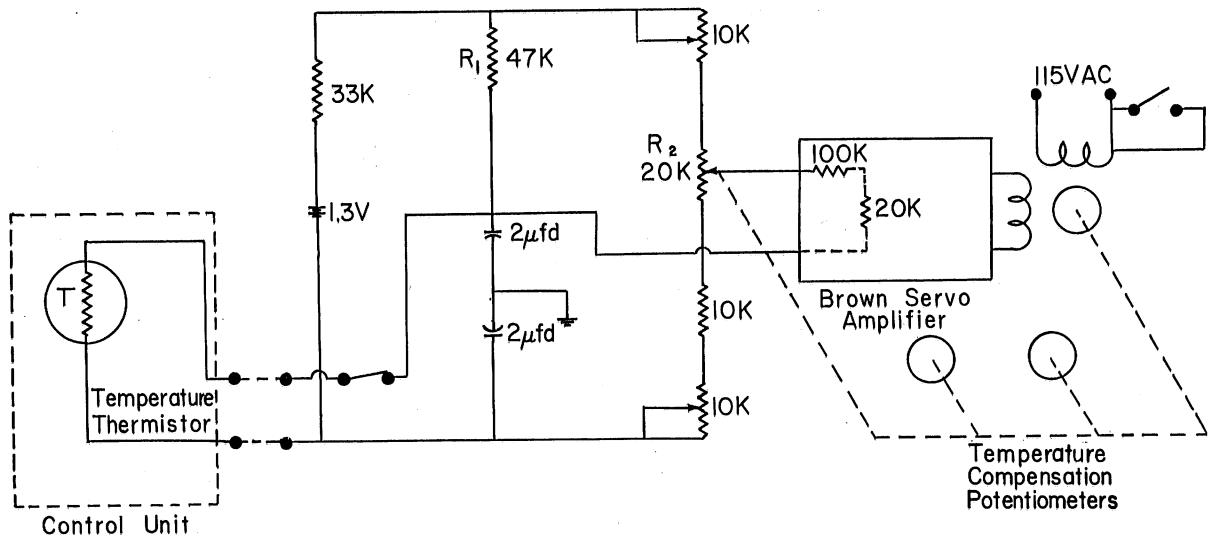 10K
R1 47K
33K
115VAC
R2
20K
100K
20K
1.3V
2μfd
T
Brown Servo
Amplifier
10K
2μfd
Temperature
Thermistor
10K
Temperature
Compensation
Potentiometers
Control Unit